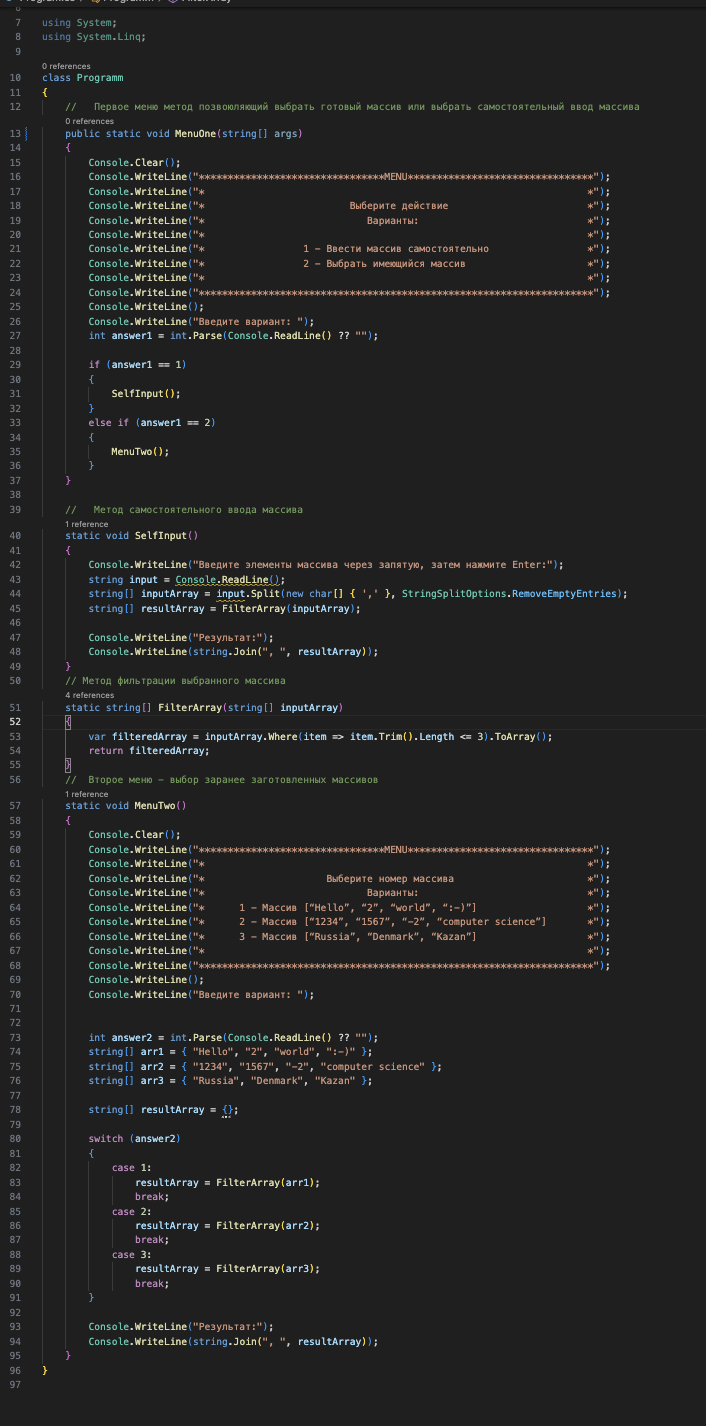 7 using System;
8 using System.Linq;
9
0 references
10 class Programm
11 {
12 //   Первое меню метод позвоюляющий выбрать готовый массив или выбрать самостоятельный ввод массива
0 references
13 public static void MenuOne(string[] args)
14 {
15 Console.Clear();
16 Console.WriteLine("********************************MENU********************************");
17 Console.WriteLine("*                                                                  *");
18 Console.WriteLine("*                         Выберите действие                        *");
19 Console.WriteLine("*                            Варианты:                             *");
20 Console.WriteLine("*                                                                  *");
21 Console.WriteLine("*                 1 - Ввести массив самостоятельно                 *");
22 Console.WriteLine("*                 2 - Выбрать имеющийся массив                     *");
23 Console.WriteLine("*                                                                  *");
24 Console.WriteLine("********************************************************************");
25 Console.WriteLine();
26 Console.WriteLine("Введите вариант: ");
27 int answer1 = int.Parse(Console.ReadLine() ?? "");
28
29 if (answer1 == 1)
30 {
31 SelfInput();
32 }
33 else if (answer1 == 2)
34 {
35 MenuTwo();
36 }
37 }
38
39 //   Метод самостоятельного ввода массива
1 reference
40 static void SelfInput()
41 {
42 Console.WriteLine("Введите элементы массива через запятую, затем нажмите Enter:");
43 string input = Console.ReadLine();
44 string[] inputArray = input.Split(new char[] { ',' }, StringSplitOptions.RemoveEmptyEntries);
45 string[] resultArray = FilterArray(inputArray);
46
47 Console.WriteLine("Результат:");
48 Console.WriteLine(string.Join(", ", resultArray));
49 }
50 // Метод фильтрации выбранного массива
4 references
51 static string[] FilterArray(string[] inputArray)
52 {
53 var filteredArray = inputArray.Where(item => item.Trim().Length <= 3).ToArray();
54 return filteredArray;
55 }
56 //  Второе меню - выбор заранее заготовленных массивов
1 reference
57 static void MenuTwo()
58 {
59 Console.Clear();
60 Console.WriteLine("********************************MENU********************************");
61 Console.WriteLine("*                                                                  *");
62 Console.WriteLine("*                     Выберите номер массива                       *");
63 Console.WriteLine("*                            Варианты:                             *");
64 Console.WriteLine("*      1 - Массив [“Hello”, “2”, “world”, “:-)”]                   *");
65 Console.WriteLine("*      2 - Массив [“1234”, “1567”, “-2”, “computer science”]       *");
66 Console.WriteLine("*      3 - Массив [“Russia”, “Denmark”, “Kazan”]                   *");
67 Console.WriteLine("*                                                                  *");
68 Console.WriteLine("********************************************************************");
69 Console.WriteLine();
70 Console.WriteLine("Введите вариант: ");
71
72
73 int answer2 = int.Parse(Console.ReadLine() ?? "");
74 string[] arr1 = { "Hello", "2", "world", ":-)" };
75 string[] arr2 = { "1234", "1567", "-2", "computer science" };
76 string[] arr3 = { "Russia", "Denmark", "Kazan" };
77
78 string[] resultArray = {};
79
80 switch (answer2)
81 {
82 case 1:
83 resultArray = FilterArray(arr1);
84 break;
85 case 2:
86 resultArray = FilterArray(arr2);
87 break;
88 case 3:
89 resultArray = FilterArray(arr3);
90 break;
91 }
92
93 Console.WriteLine("Результат:");
94 Console.WriteLine(string.Join(", ", resultArray));
95 }
96 }
97